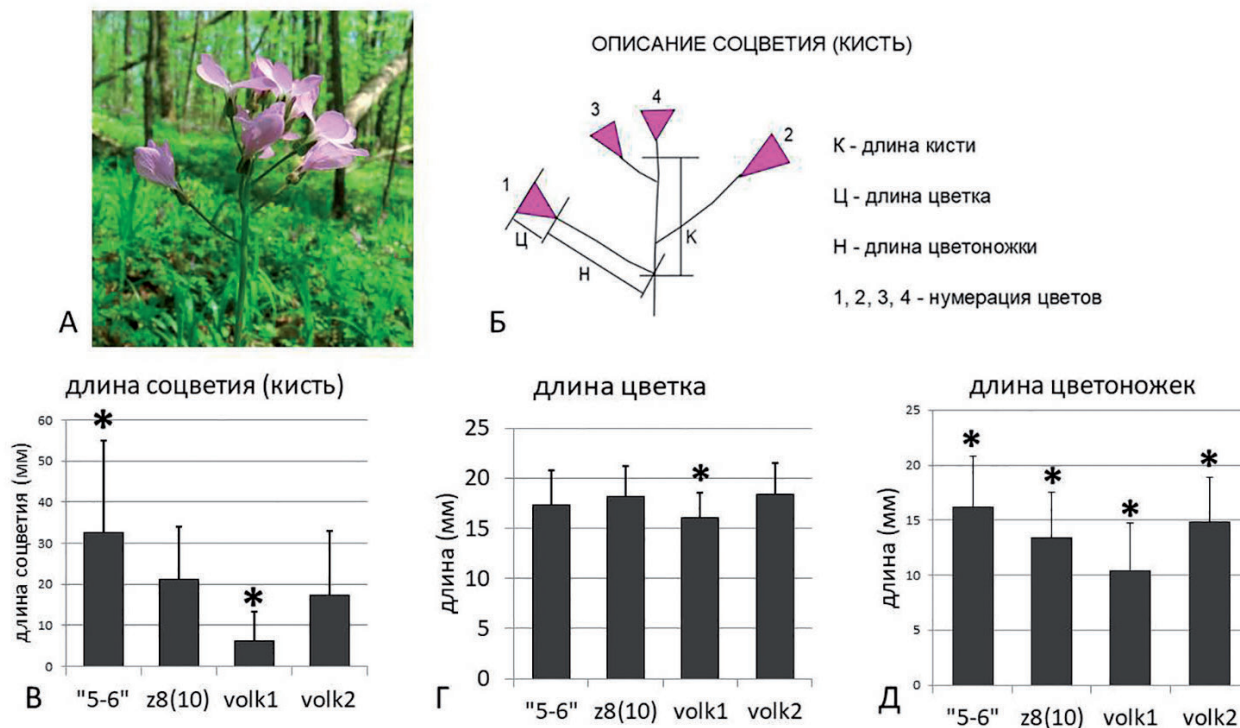 А
ОПИСАНИЕ СОЦВЕТИЯ (КИСТЬ)
3
4
2
1
Ц
Н
К
К - длина кисти
Ц - длина цветка
Н - длина цветоножки
1, 2, 3, 4 - нумерация цветов
Б
длина соцветия (кисть)
длина соцветия (мм)
60
50
40
30
20
10
0
*
*
"5-6"
z8(10)
volk1
volk2
В
длина цветка
длина (мм)
25
20
15
10
5
0
*
"5-6"
z8(10)
volk1
volk2
Г
длина цветоножек
длина (мм)
25
20
15
10
5
0
*
*
*
*
"5-6"
z8(10)
volk1
volk2
Д